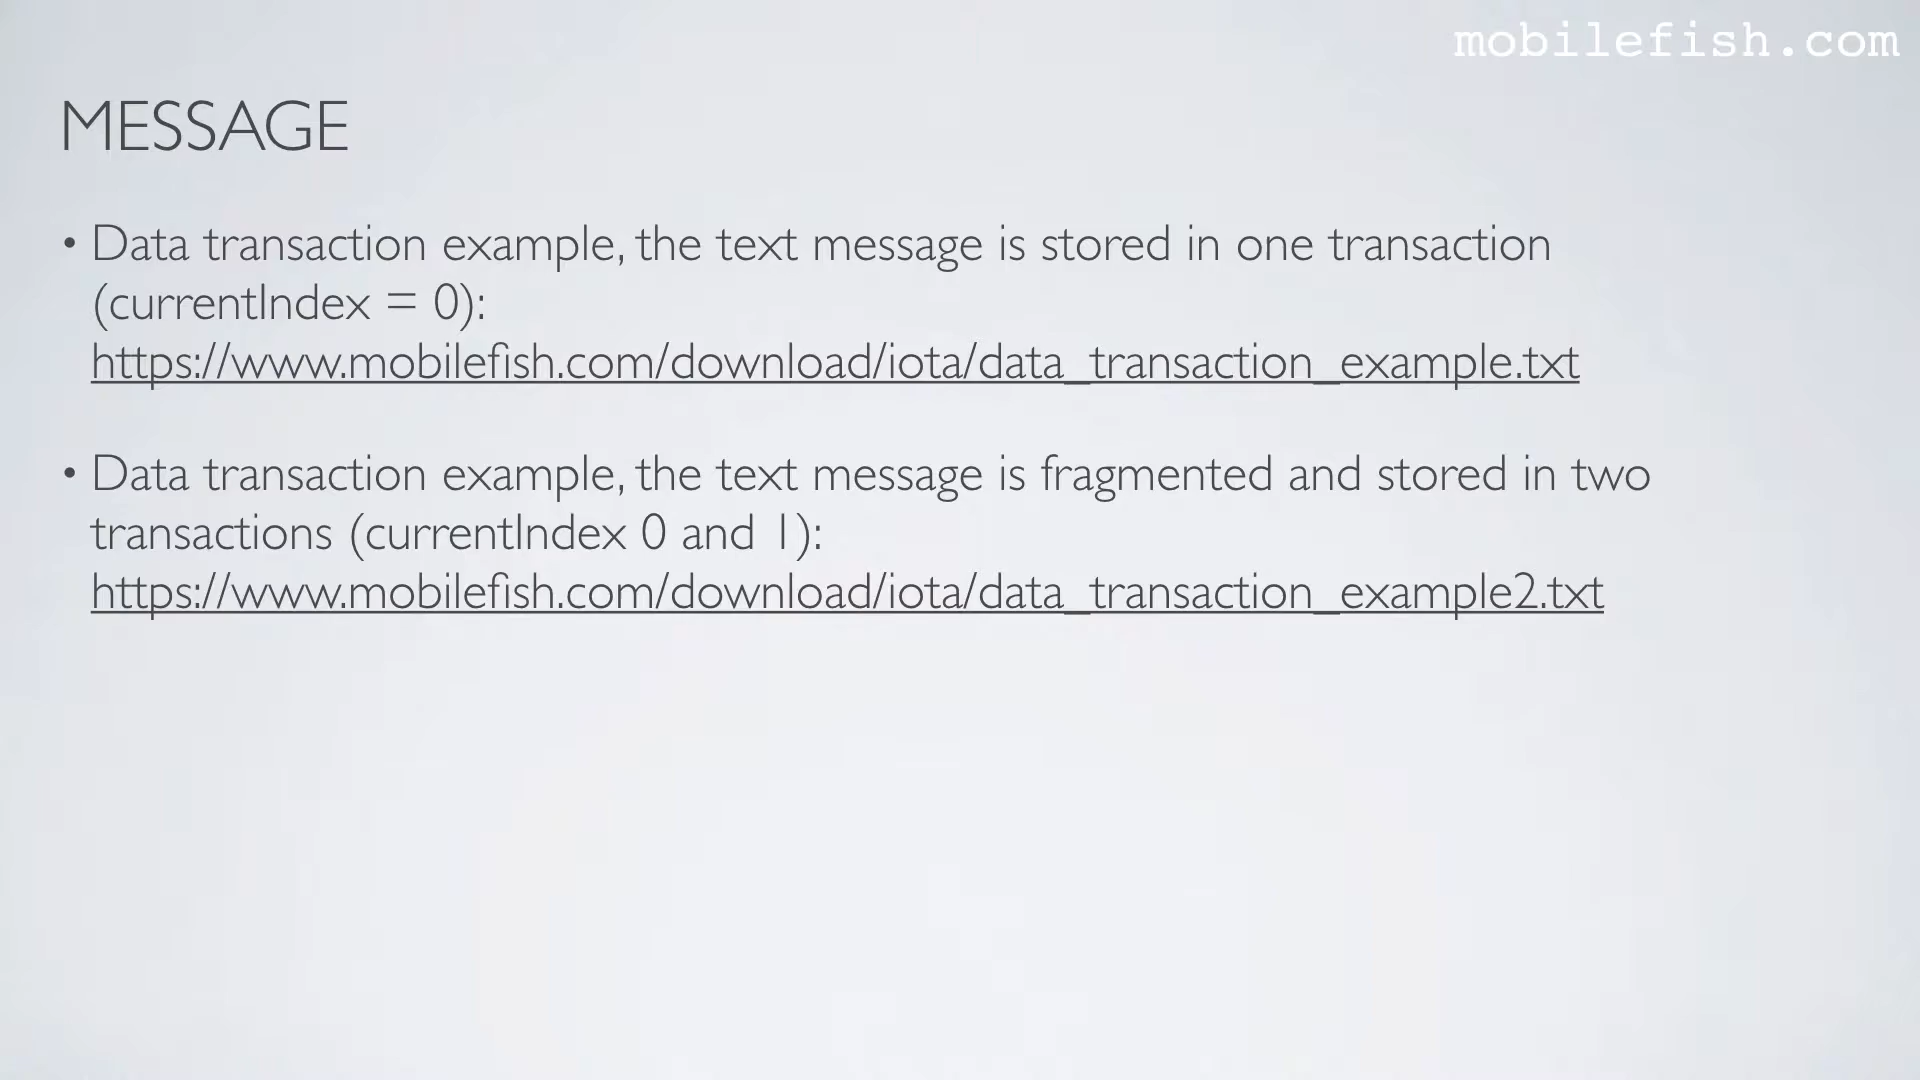 mobilefish.com
MESSAGE
• Data transaction example, the text message is stored in one transaction
(currentIndex = 0):
https://www.mobilefish.com/download/iota/data_transaction_example.txt
• Data transaction example, the text message is fragmented and stored in two
transactions (currentIndex 0 and 1):
https://www.mobilefish.com/download/iota/data_transaction_example2.txt